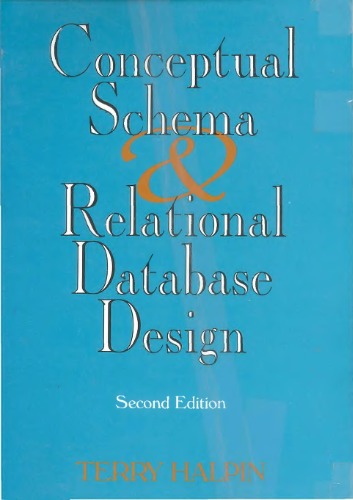 Conceptual
Schema
&
Relational
Database
Design
Second Edition
TERRY HALPIN